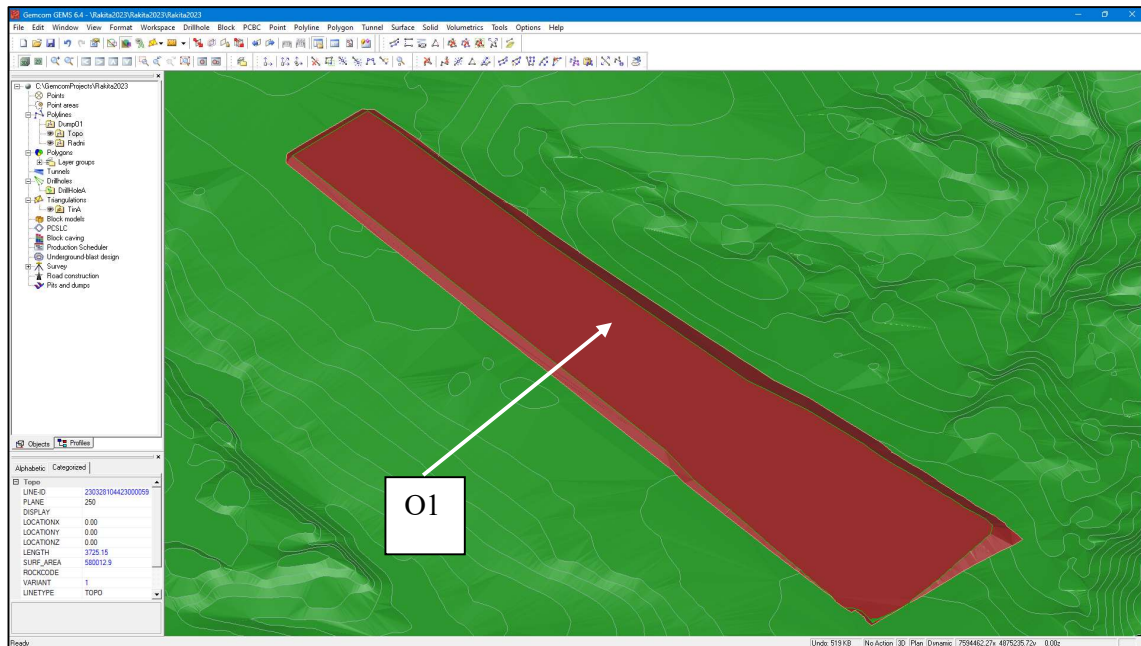 Gemcom GEMS 6.4 - \Rakita2023\Rakita2023\Rakita2023
File Edit Window View Format Workspace Drillhole Block PCBC Point Polyline Polygon Tunnel Surface Solid Volumetrics Tools Options Help
C:\GemcomProjects\Rakita2023
Points
Point areas
Polylines
Dump01
Topo
Radni
Polygons
Layer groups
Tunnels
Drillholes
DrillHoleA
Triangulations
TinA
Block models
PCSLC
Block caving
Production Scheduler
Underground blast design
Survey
Road construction
Pits and dumps
Objects Profiles
Alphabetic Categorized
Topo
LINE-ID 230328104423000059
PLANE 250
DISPLAY
LOCATIONX 0.00
LOCATIONY 0.00
LOCATIONZ 0.00
LENGTH 3725.15
SURF_AREA 580012.9
ROCKCODE
VARIANT 1
LINETYPE TOPO
O1
Ready
Undo: 519 KB No Action 3D Plan Dynamic 7594462.27x 4875235.72y 0.00z